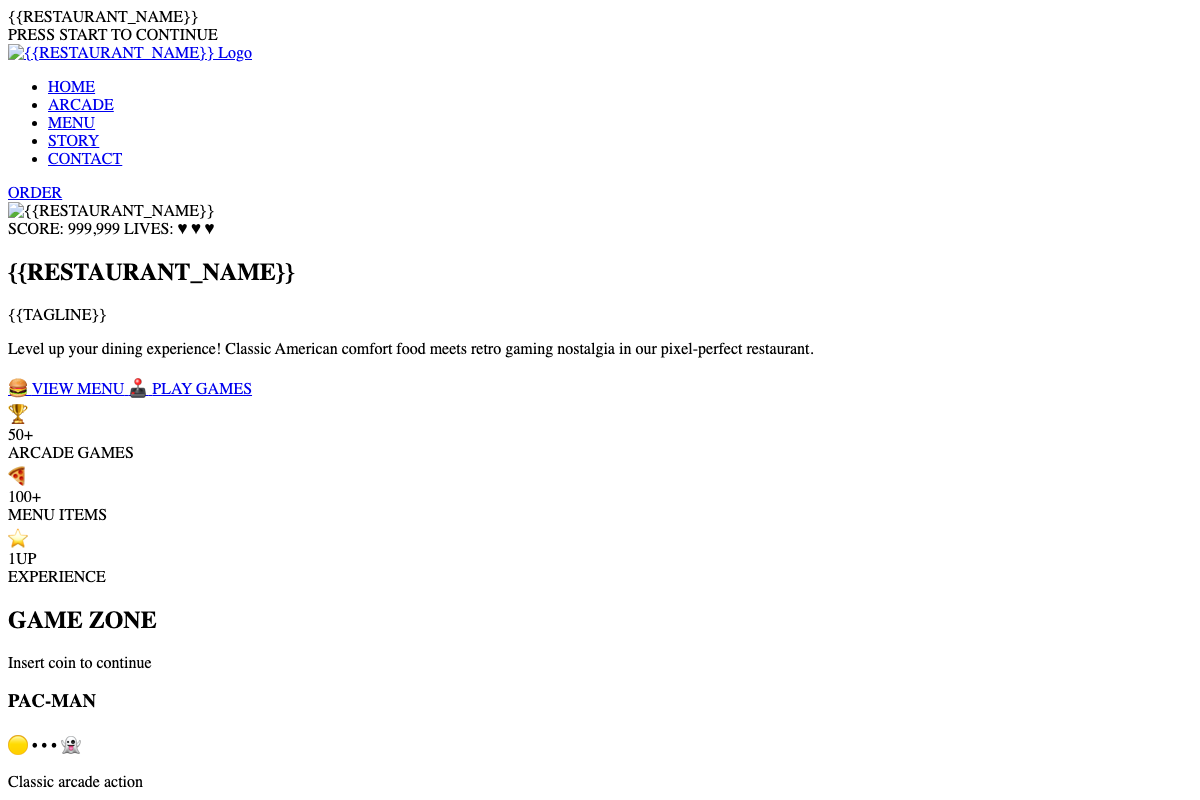 {{RESTAURANT_NAME}}
PRESS START TO CONTINUE
{{RESTAURANT_NAME}} Logo
HOME
ARCADE
MENU
STORY
CONTACT
ORDER
{{RESTAURANT_NAME}}
SCORE: 999,999 LIVES: ♥ ♥ ♥
{{RESTAURANT_NAME}}
{{TAGLINE}}
Level up your dining experience! Classic American comfort food meets retro gaming nostalgia in our pixel-perfect restaurant.
🍔 VIEW MENU 🕹️ PLAY GAMES
🏆
50+
ARCADE GAMES
🍕
100+
MENU ITEMS
⭐
1UP
EXPERIENCE
GAME ZONE
Insert coin to continue
PAC-MAN
🟡 • • • 👻
Classic arcade action